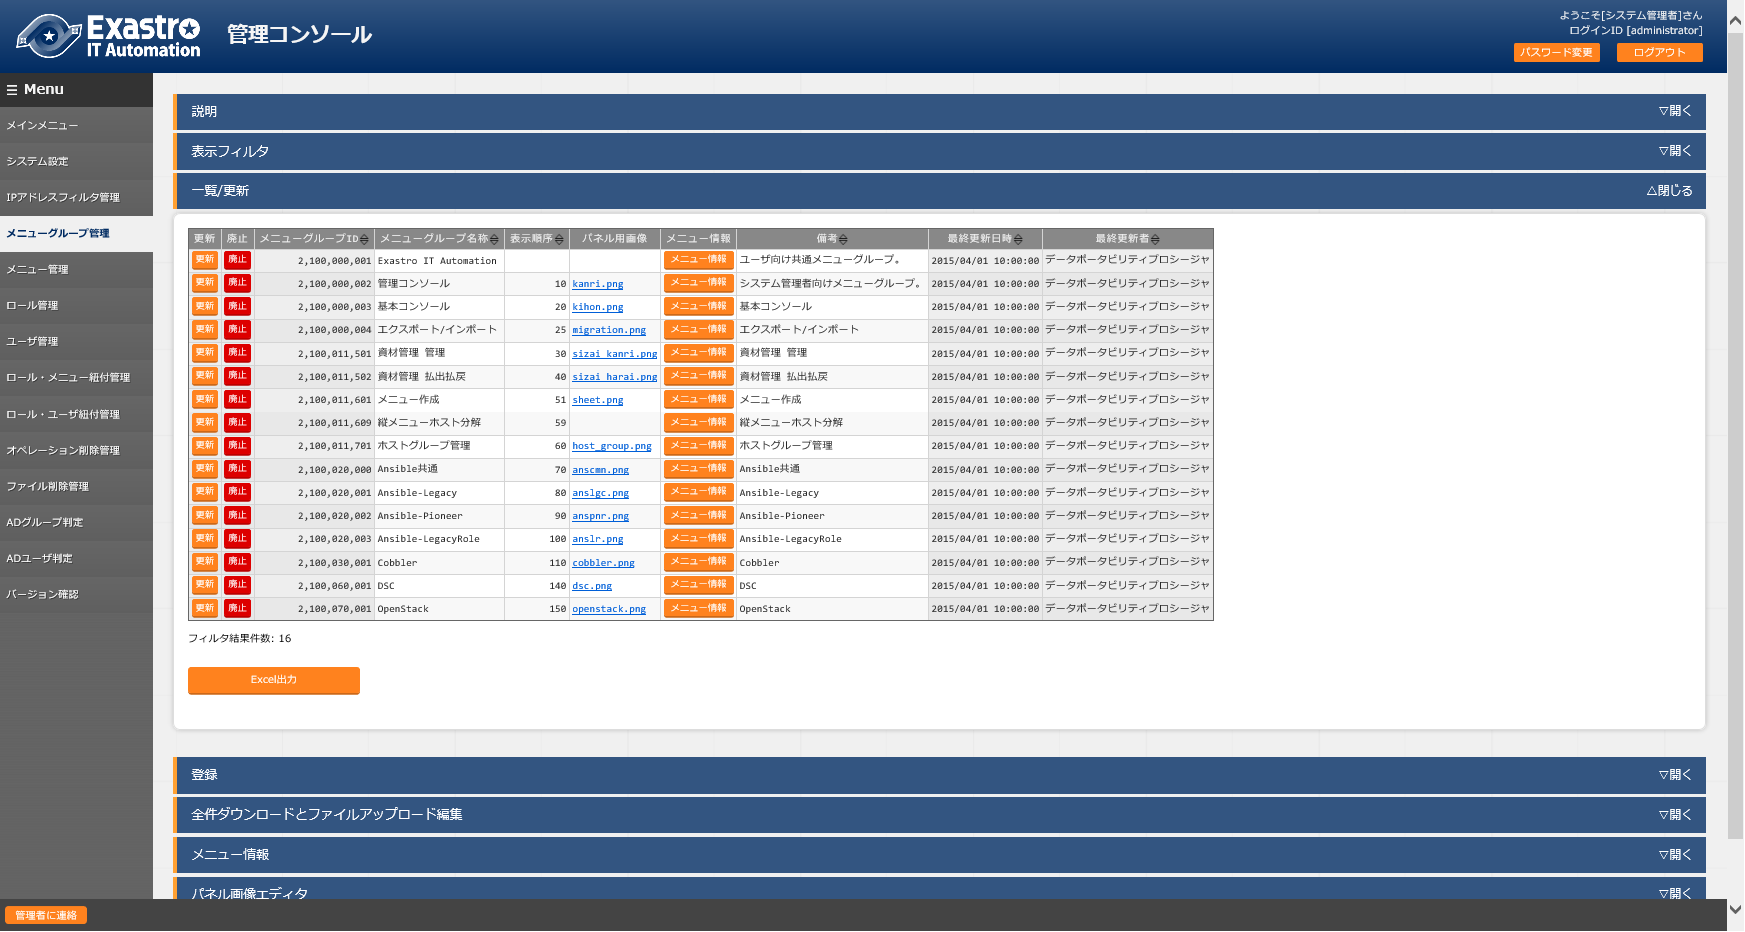 Exastro
IT Automation
管理コンソール
ようこそ[システム管理者]さん
ログインID [administrator]
パスワード変更 ログアウト
Menu
メインメニュー
システム設定
IPアドレスフィルタ管理
メニューグループ管理
メニュー管理
ロール管理
ユーザ管理
ロール・メニュー紐付管理
ロール・ユーザ紐付管理
オペレーション削除管理
ファイル削除管理
ADグループ判定
ADユーザ判定
バージョン確認
説明 ▽開く
表示フィルタ ▽開く
一覧/更新 △閉じる
更新 廃止 メニューグループID メニューグループ名称 表示順序 パネル用画像 メニュー情報 備考 最終更新日時 最終更新者
更新 廃止 2,100,000,001 Exastro IT Automation メニュー情報 ユーザ向け共通メニューグループ。 2015/04/01 10:00:00 データポータビリティプロシージャ
更新 廃止 2,100,000,002 管理コンソール 10 kanri.png メニュー情報 システム管理者向けメニューグループ。 2015/04/01 10:00:00 データポータビリティプロシージャ
更新 廃止 2,100,000,003 基本コンソール 20 kihon.png メニュー情報 基本コンソール 2015/04/01 10:00:00 データポータビリティプロシージャ
更新 廃止 2,100,000,004 エクスポート/インポート 25 migration.png メニュー情報 エクスポート/インポート 2015/04/01 10:00:00 データポータビリティプロシージャ
更新 廃止 2,100,011,501 資材管理 管理 30 sizai_kanri.png メニュー情報 資材管理 管理 2015/04/01 10:00:00 データポータビリティプロシージャ
更新 廃止 2,100,011,502 資材管理 払出払戻 40 sizai_harai.png メニュー情報 資材管理 払出払戻 2015/04/01 10:00:00 データポータビリティプロシージャ
更新 廃止 2,100,011,601 メニュー作成 51 sheet.png メニュー情報 メニュー作成 2015/04/01 10:00:00 データポータビリティプロシージャ
更新 廃止 2,100,011,609 縦メニューホスト分解 59 メニュー情報 縦メニューホスト分解 2015/04/01 10:00:00 データポータビリティプロシージャ
更新 廃止 2,100,011,701 ホストグループ管理 60 host_group.png メニュー情報 ホストグループ管理 2015/04/01 10:00:00 データポータビリティプロシージャ
更新 廃止 2,100,020,000 Ansible共通 70 anscmn.png メニュー情報 Ansible共通 2015/04/01 10:00:00 データポータビリティプロシージャ
更新 廃止 2,100,020,001 Ansible-Legacy 80 anslgc.png メニュー情報 Ansible-Legacy 2015/04/01 10:00:00 データポータビリティプロシージャ
更新 廃止 2,100,020,002 Ansible-Pioneer 90 anspnr.png メニュー情報 Ansible-Pioneer 2015/04/01 10:00:00 データポータビリティプロシージャ
更新 廃止 2,100,020,003 Ansible-LegacyRole 100 anslr.png メニュー情報 Ansible-LegacyRole 2015/04/01 10:00:00 データポータビリティプロシージャ
更新 廃止 2,100,030,001 Cobbler 110 cobbler.png メニュー情報 Cobbler 2015/04/01 10:00:00 データポータビリティプロシージャ
更新 廃止 2,100,060,001 DSC 140 dsc.png メニュー情報 DSC 2015/04/01 10:00:00 データポータビリティプロシージャ
更新 廃止 2,100,070,001 OpenStack 150 openstack.png メニュー情報 OpenStack 2015/04/01 10:00:00 データポータビリティプロシージャ
フィルタ結果件数: 16
Excel出力
登録 ▽開く
全件ダウンロードとファイルアップロード編集 ▽開く
メニュー情報 ▽開く
パネル画像エディタ ▽開く
管理者に連絡